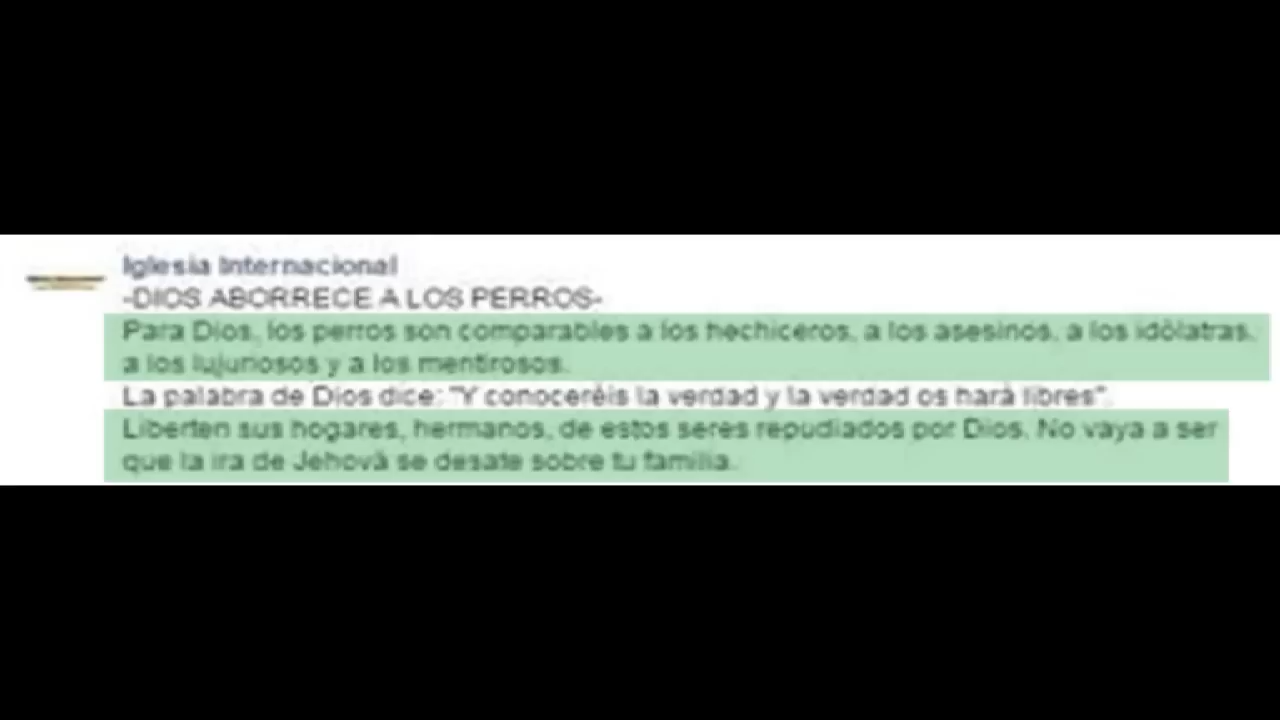 Iglesia Internacional
-DIOS ABORRECE A LOS PERROS-
Para Dios, los perros son comparables a los hechiceros, a los asesinos, a los idólatras,
a los lujuriosos y a los mentirosos.
La palabra de Dios dice: "Y conoceréis la verdad y la verdad os hará libres".
Liberten sus hogares, hermanos, de estos seres repudiados por Dios. No vaya a ser
que la ira de Jehová se desate sobre tu familia.